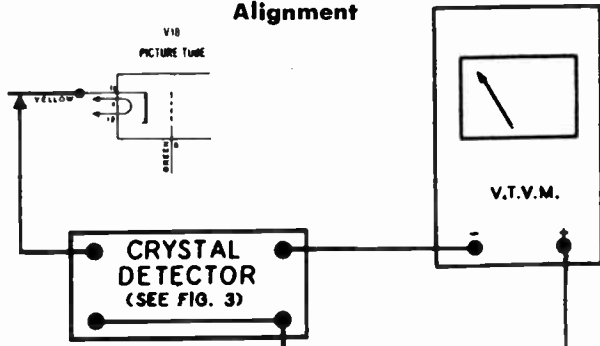 Alignment
V18
PICTURE TUBE
YELLOW
GREEN
V.T.V.M.
- +
CRYSTAL
DETECTOR
(SEE FIG. 3)